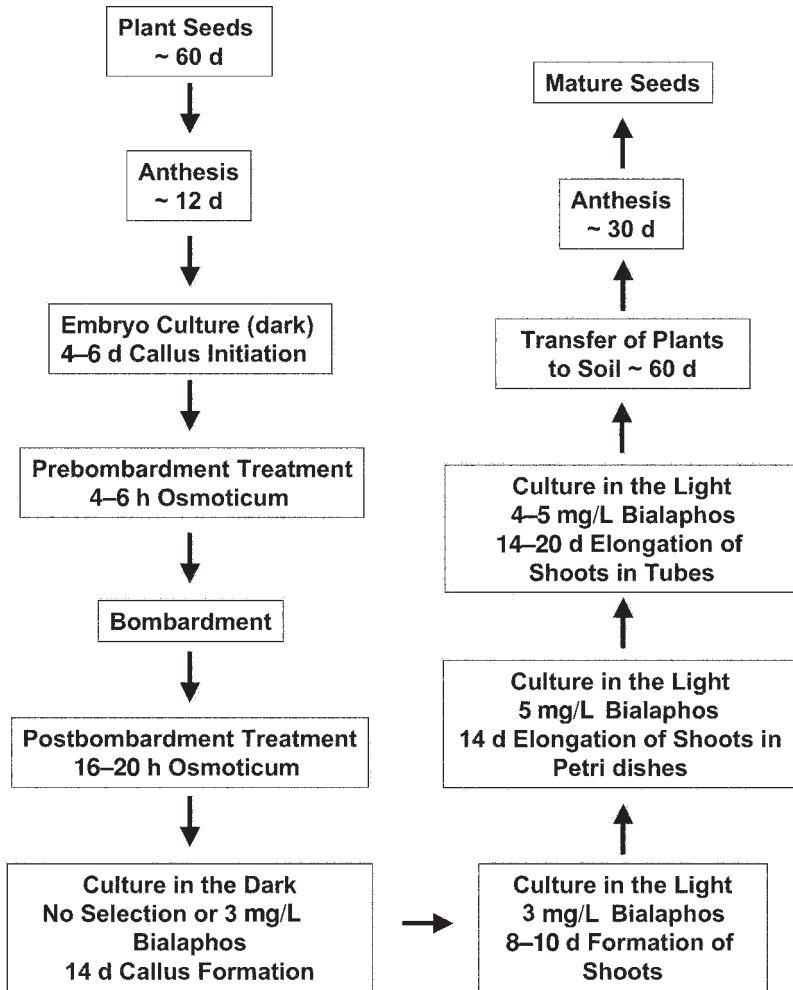 Plant Seeds
~ 60 d
Anthesis
~ 12 d
Embryo Culture (dark)
4–6 d Callus Initiation
Prebombardment Treatment
4–6 h Osmoticum
Bombardment
Postbombardment Treatment
16–20 h Osmoticum
Culture in the Dark
No Selection or 3 mg/L
Bialaphos
14 d Callus Formation
Culture in the Light
3 mg/L Bialaphos
8–10 d Formation of
Shoots
Culture in the Light
5 mg/L Bialaphos
14 d Elongation of Shoots in
Petri dishes
Culture in the Light
4–5 mg/L Bialaphos
14–20 d Elongation of
Shoots in Tubes
Transfer of Plants
to Soil ~ 60 d
Anthesis
~ 30 d
Mature Seeds